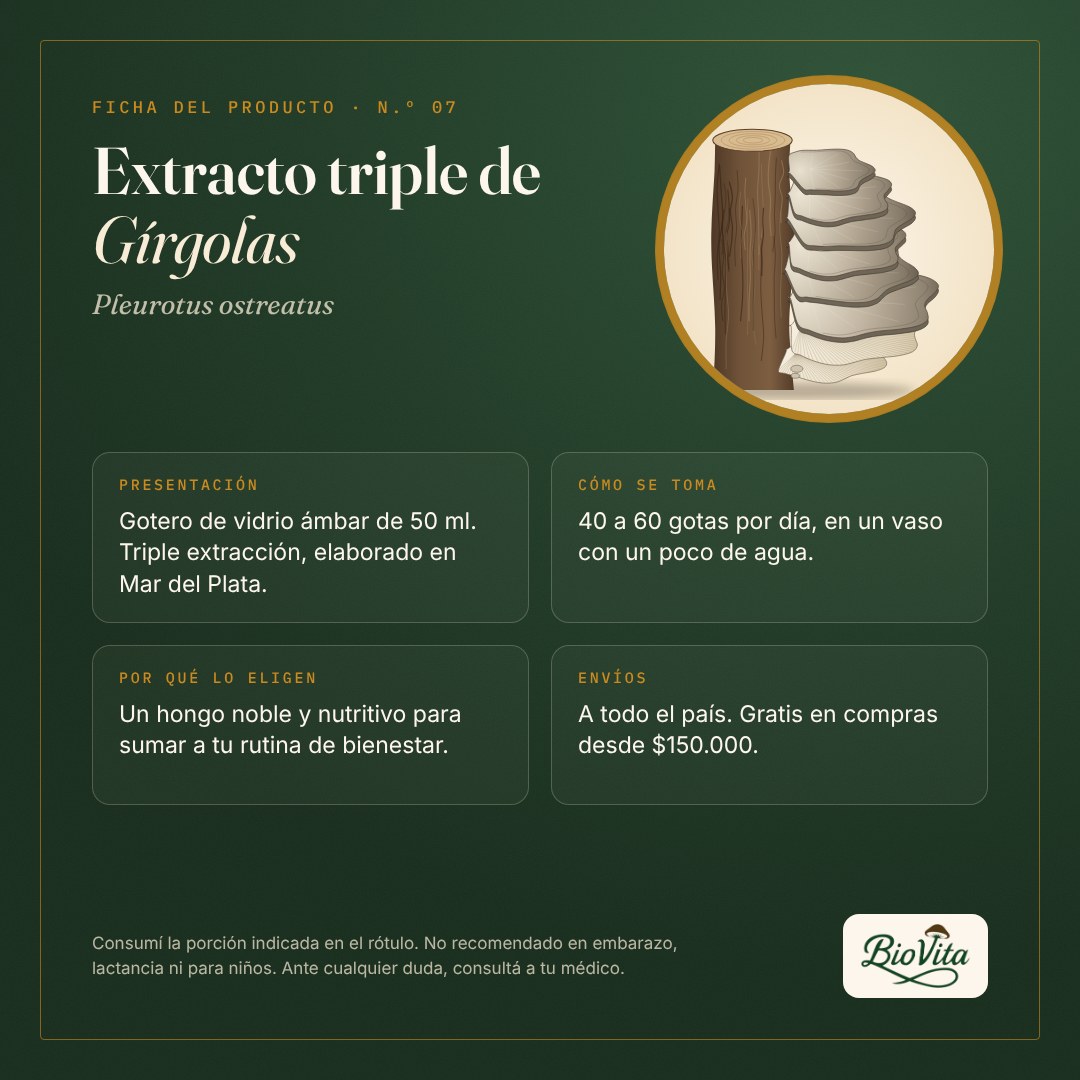 FICHA DEL PRODUCTO · N.º 07
Extracto triple de
Gírgolas
Pleurotus ostreatus
PRESENTACIÓN
Gotero de vidrio ámbar de 50 ml.
Triple extracción, elaborado en
Mar del Plata.
CÓMO SE TOMA
40 a 60 gotas por día, en un vaso
con un poco de agua.
POR QUÉ LO ELIGEN
Un hongo noble y nutritivo para
sumar a tu rutina de bienestar.
ENVÍOS
A todo el país. Gratis en compras
desde $150.000.
Consumí la porción indicada en el rótulo. No recomendado en embarazo,
lactancia ni para niños. Ante cualquier duda, consultá a tu médico.
BioVita